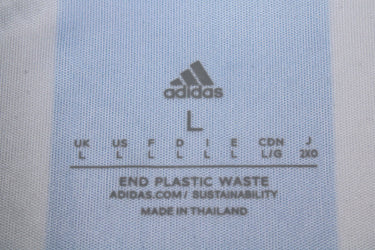 adidas
L
UK US F D I E CDN J
L L L L L L L/G 2XO
END PLASTIC WASTE
ADIDAS.COM/ SUSTAINABILITY
MADE IN THAILAND